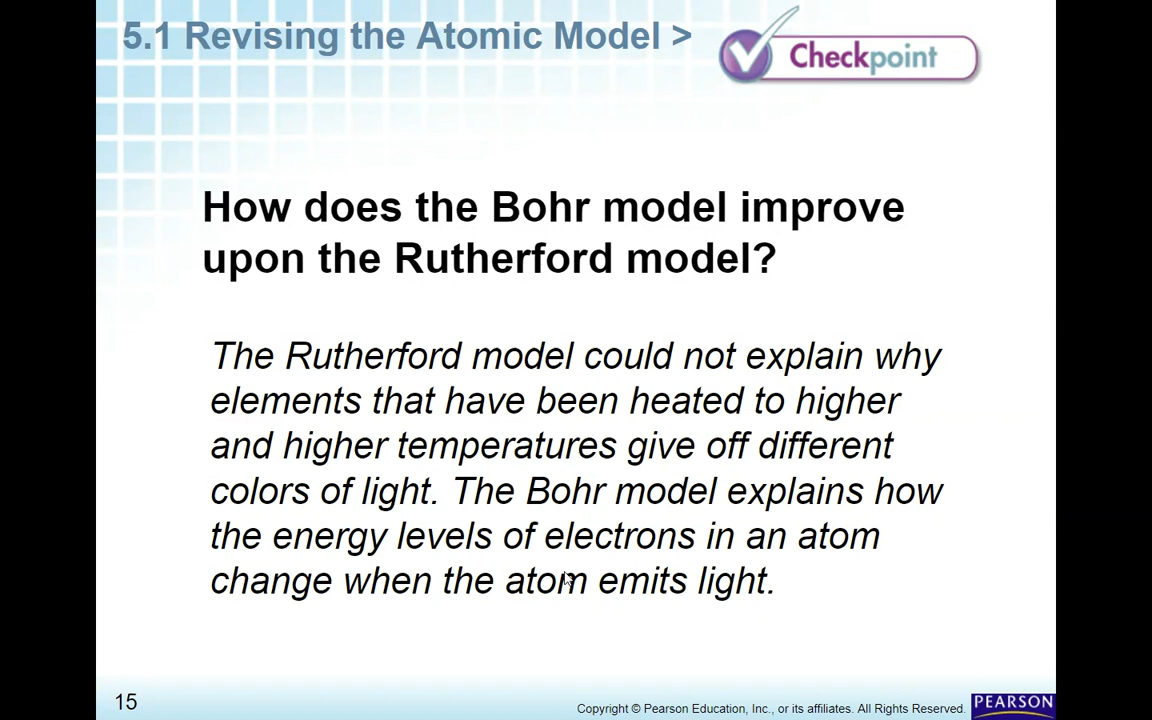 5.1 Revising the Atomic Model >
Checkpoint
How does the Bohr model improve
upon the Rutherford model?
The Rutherford model could not explain why
elements that have been heated to higher
and higher temperatures give off different
colors of light. The Bohr model explains how
the energy levels of electrons in an atom
change when the atom emits light.
15
Copyright © Pearson Education, Inc., or its affiliates. All Rights Reserved.
PEARSON